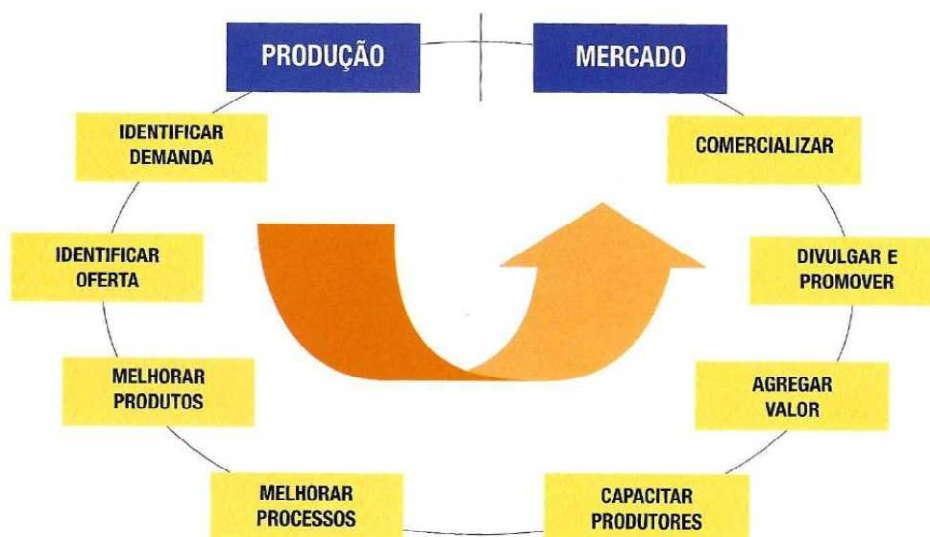 PRODUÇÃO
MERCADO
IDENTIFICAR
DEMANDA
IDENTIFICAR
OFERTA
MELHORAR
PRODUTOS
MELHORAR
PROCESSOS
CAPACITAR
PRODUTORES
AGREGAR
VALOR
DIVULGAR E
PROMOVER
COMERCIALIZAR